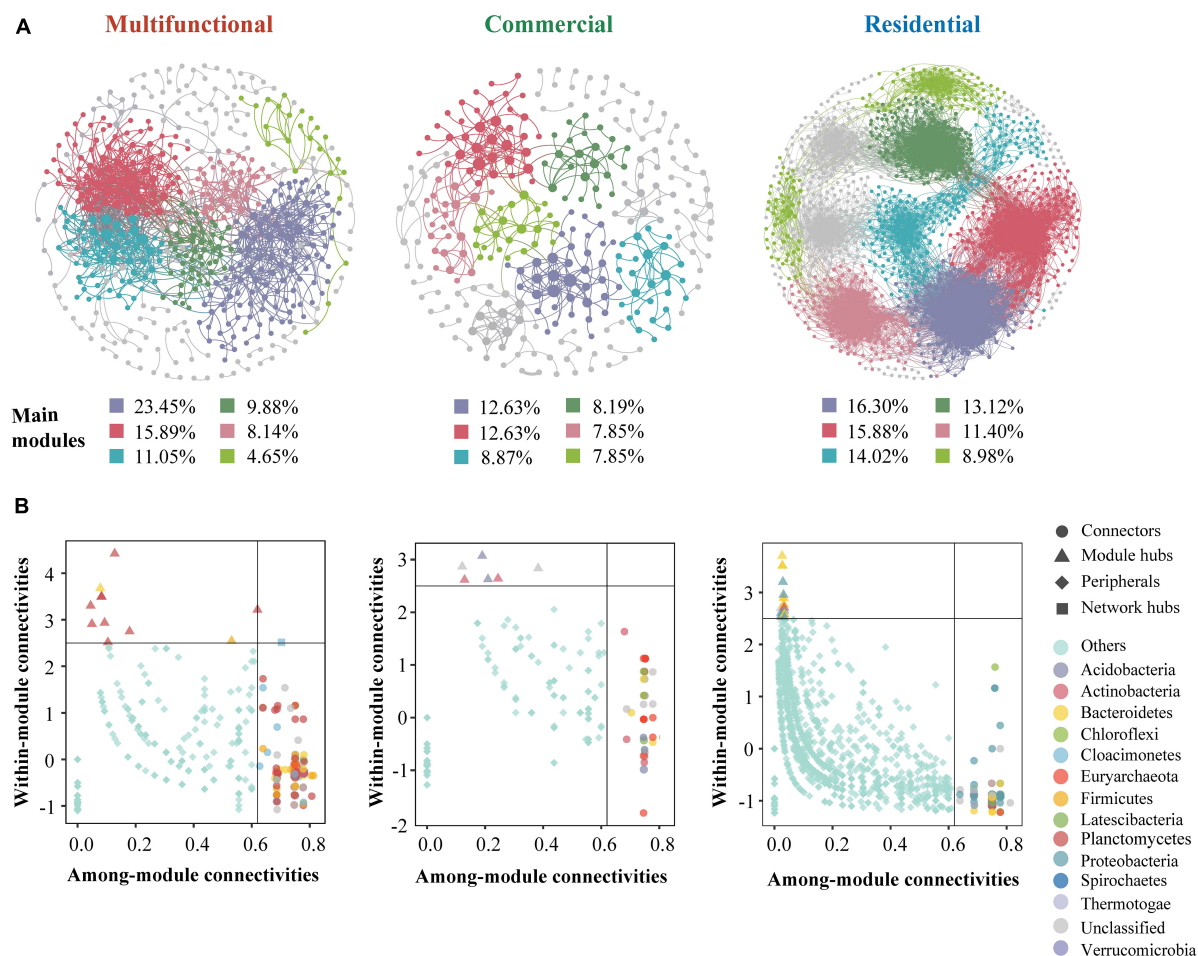 A
Multifunctional
Commercial
Residential
Main modules
23.45%
9.88%
15.89%
8.14%
11.05%
4.65%
12.63%
8.19%
12.63%
7.85%
8.87%
7.85%
16.30%
13.12%
15.88%
11.40%
14.02%
8.98%
B
Within-module connectivities
4
3
2
1
0
-1
0.0 0.2 0.4 0.6 0.8
Among-module connectivities
Within-module connectivities
3
2
1
0
-1
-2
0.0 0.2 0.4 0.6 0.8
Among-module connectivities
Within-module connectivities
3
2
1
0
-1
0.0 0.2 0.4 0.6 0.8
Among-module connectivities
Connectors
Module hubs
Peripherals
Network hubs
Others
Acidobacteria
Actinobacteria
Bacteroidetes
Chloroflexi
Cloacimonetes
Euryarchaeota
Firmicutes
Latescibacteria
Planctomycetes
Proteobacteria
Spirochaetes
Thermotogae
Unclassified
Verrucomicrobia